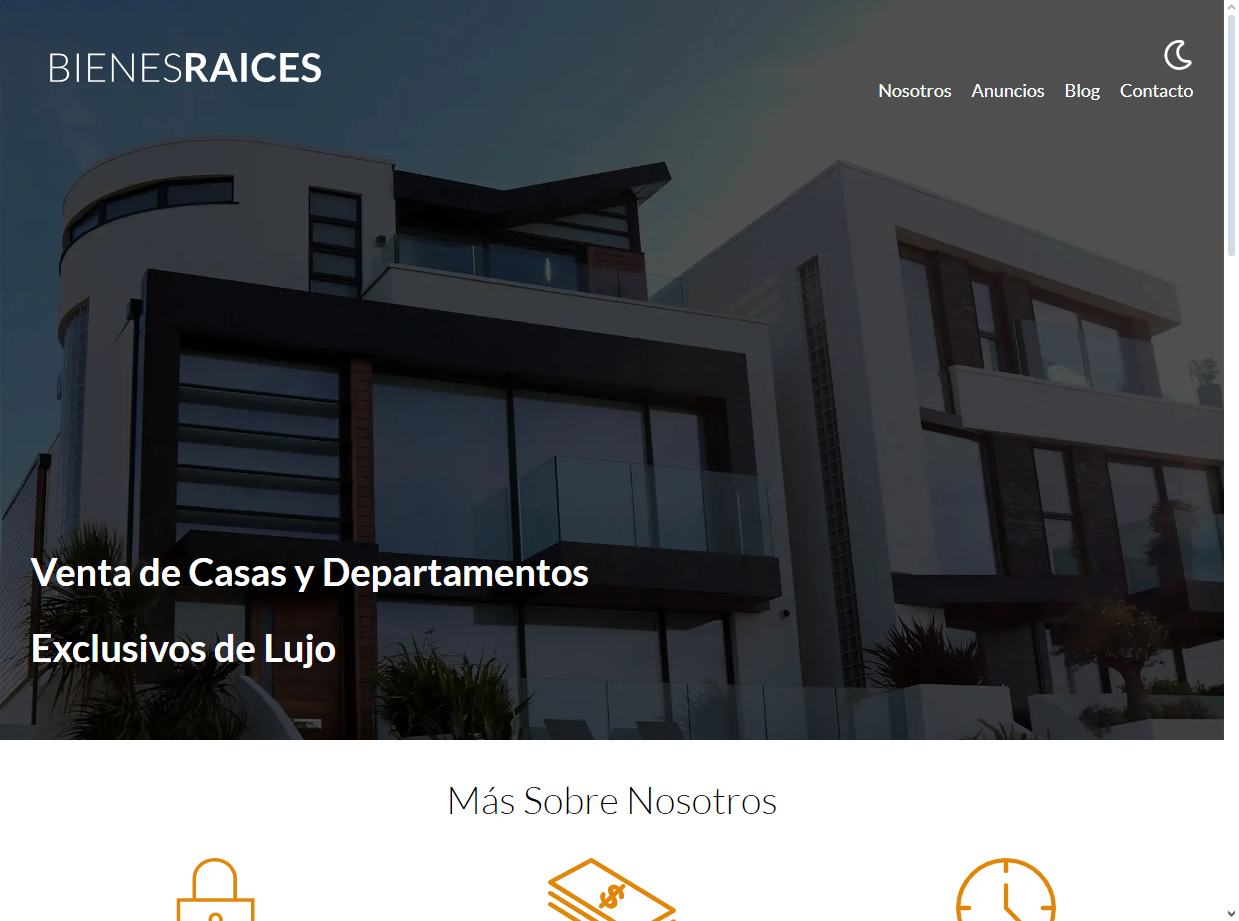 BIENESRAICES
Nosotros Anuncios Blog Contacto
Venta de Casas y Departamentos
Exclusivos de Lujo
Más Sobre Nosotros
$